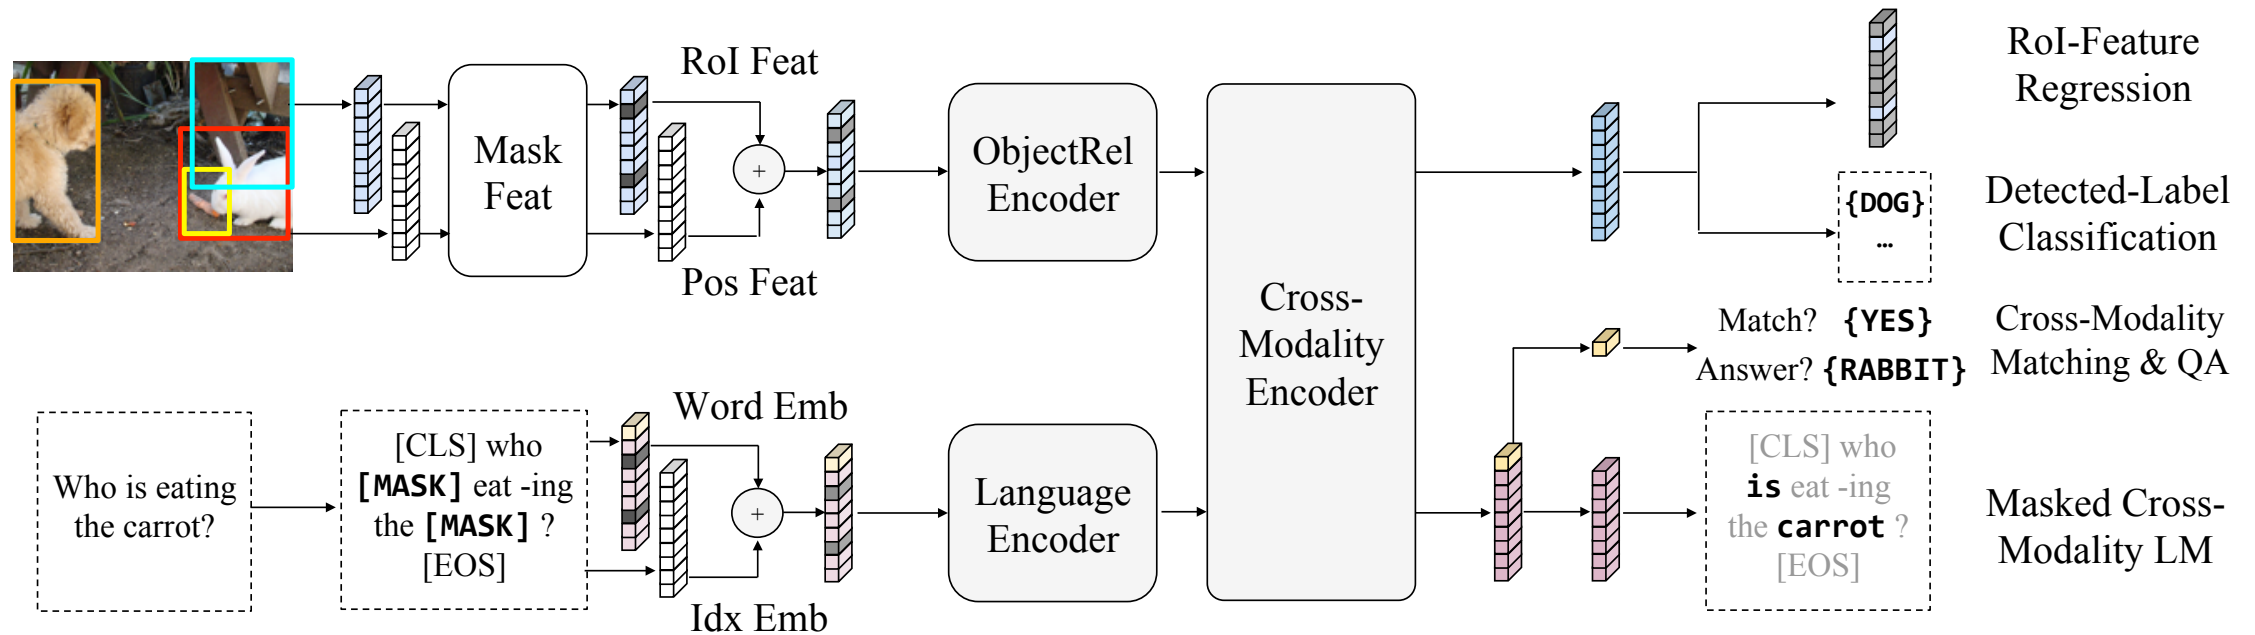 RoI Feat
Mask
Feat
Pos Feat
+
ObjectRel
Encoder
Cross-
Modality
Encoder
RoI-Feature
Regression
{DOG}
…
Detected-Label
Classification
Match? {YES}
Answer? {RABBIT}
Cross-Modality
Matching & QA
Who is eating
the carrot?
[CLS] who
[MASK] eat -ing
the [MASK] ?
[EOS]
Word Emb
+
Idx Emb
Language
Encoder
[CLS] who
is eat -ing
the carrot ?
[EOS]
Masked Cross-
Modality LM